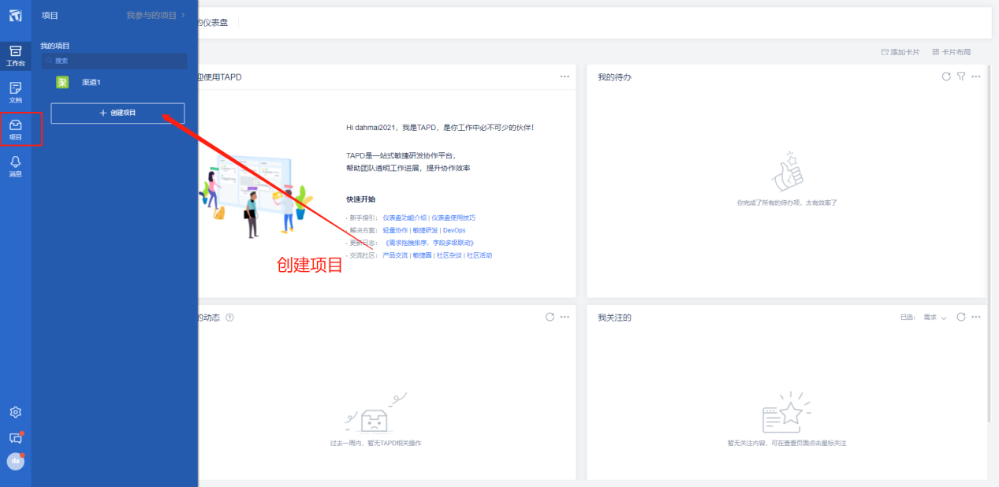 项目
我参与的项目
的仪表盘
我的项目
工作台
搜索
添加卡片
卡片布局
渠
渠道1
迎使用TAPD
我的待办
文档
创建项目
项目
消息
Hi dahmai2021，我是TAPD，是你工作中必不可少的伙伴！
TAPD是一站式敏捷研发协作平台，
帮助团队透明工作进展，提升协作效率
快速开始
· 新手指引： 仪表盘功能介绍 | 仪表盘使用技巧
· 解决方案： 轻量协作 | 敏捷研发 | DevOps
· 更新日志： 《需求拖拽排序，字段多级联动》
· 交流社区： 产品交流 | 敏捷圈 | 社区杂谈 | 社区活动
创建项目
你完成了所有的待办项，太有效率了
的动态
我关注的
已选： 需求
过去一周内，暂无TAPD相关操作
暂无关注内容，可在查看页面点击星标关注
da